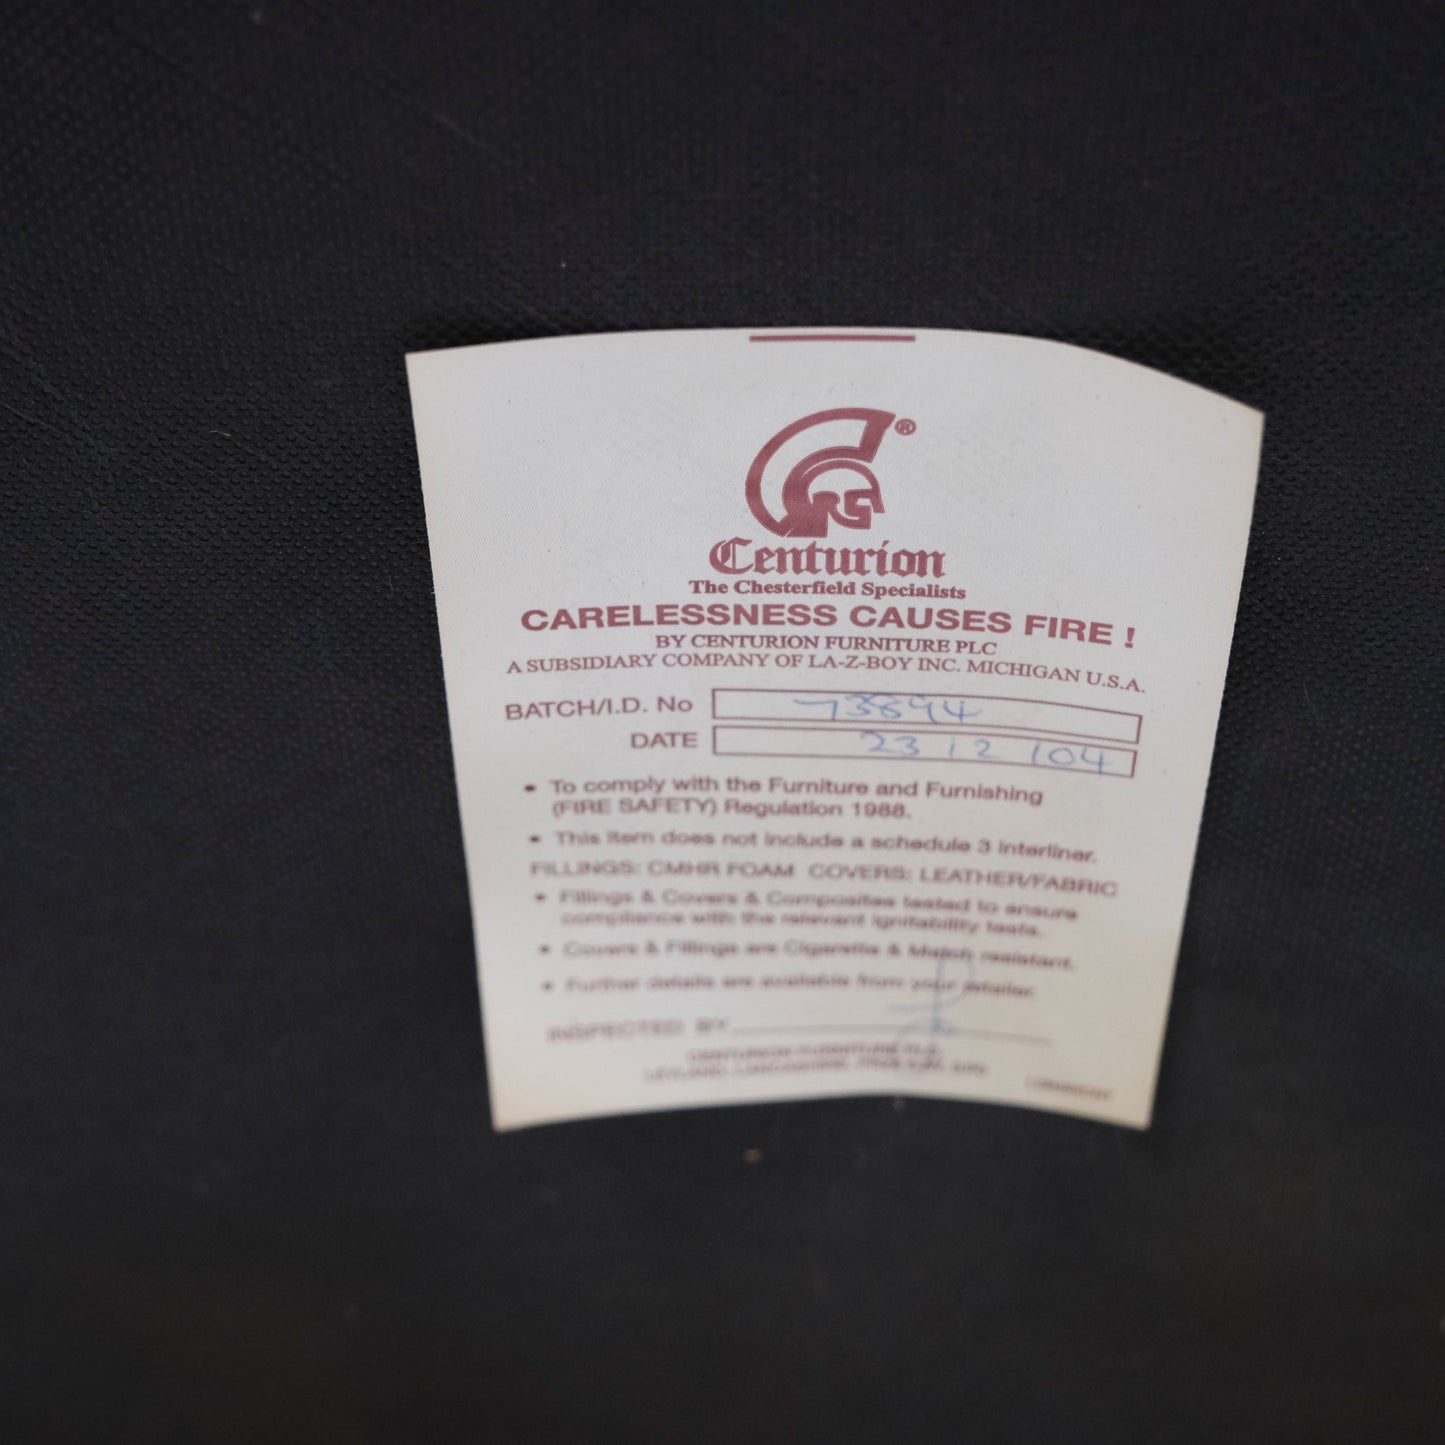 ®
Centurion
The Chesterfield Specialists
CARELESSNESS CAUSES FIRE !
BY CENTURION FURNITURE PLC
A SUBSIDIARY COMPANY OF LA-Z-BOY INC. MICHIGAN U.S.A.
BATCH/I.D. No 73894
DATE 23 12 104
• To comply with the Furniture and Furnishing
(FIRE SAFETY) Regulation 1988.
• This item does not include a schedule 3 interliner.
FILLINGS: CMHR FOAM COVERS: LEATHER/FABRIC
• Fillings & Covers & Composites tested to ensure
compliance with the relevant ignitability tests.
• Covers & Fillings are Cigarette & Match resistant.
• Further details are available from your retailer.
INSPECTED BY
CENTURION FURNITURE PLC,
LEYLAND, LANCASHIRE,